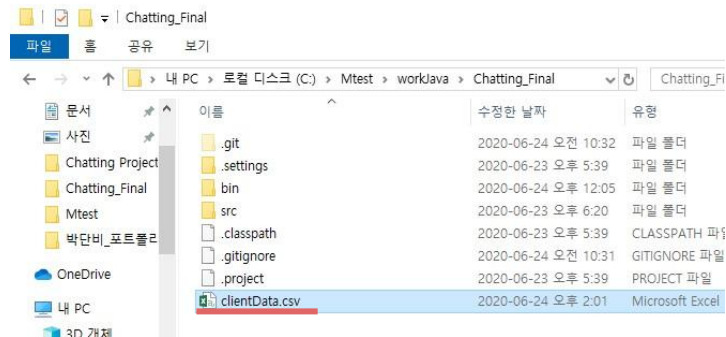 Chatting_Final
파일 홈 공유 보기
내 PC > 로컬 디스크 (C:) > Mtest > workJava > Chatting_Final Chatting_Fi
문서
사진
Chatting Project
Chatting_Final
Mtest
박단비_포트폴리
OneDrive
내 PC
3D 개체
이름 수정한 날짜 유형
.git 2020-06-24 오전 10:32 파일 폴더
.settings 2020-06-23 오후 5:39 파일 폴더
bin 2020-06-24 오후 12:05 파일 폴더
src 2020-06-23 오후 6:20 파일 폴더
.classpath 2020-06-23 오후 5:39 CLASSPATH 파일
.gitignore 2020-06-24 오전 10:31 GITIGNORE 파일
.project 2020-06-23 오후 5:39 PROJECT 파일
clientData.csv 2020-06-24 오후 2:01 Microsoft Excel